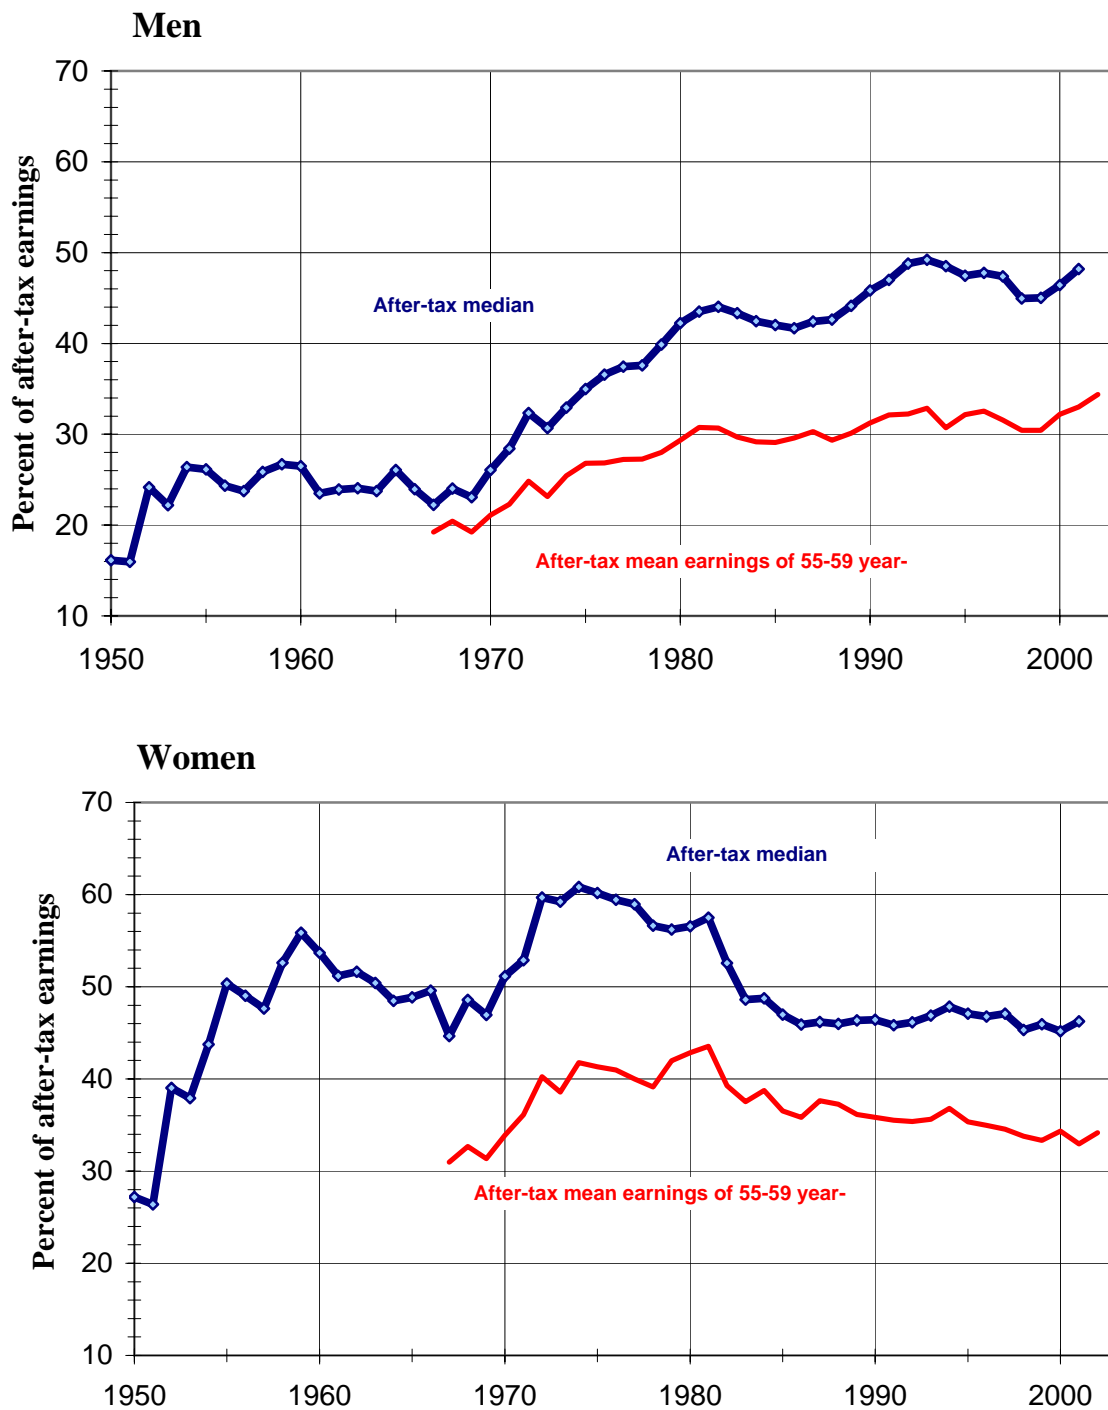 Men
70
60
50
40
30
20
10
Percent of after-tax earnings
After-tax median
After-tax mean earnings of 55-59 year-
1950 1960 1970 1980 1990 2000
Women
70
60
50
40
30
20
10
Percent of after-tax earnings
After-tax median
After-tax mean earnings of 55-59 year-
1950 1960 1970 1980 1990 2000